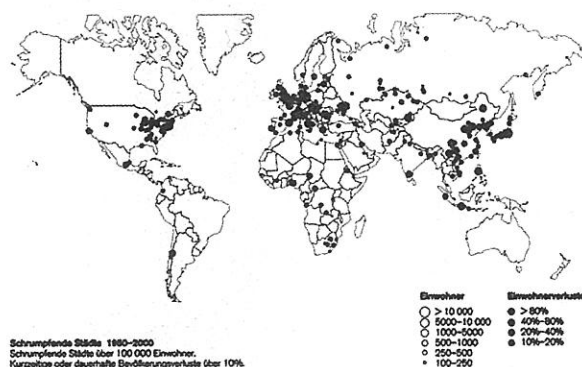 Schrumpfende Städte 1950–2000
Schrumpfende Städte über 100 000 Einwohner.
Kurzzeitge oder dauerhafte Bevölkerungsverluste über 10%.
Einwohner
> 10 000
5000–10 000
1000–5000
500–1000
250–500
100–250
Einwohnerverluste
> 80%
40%–80%
20%–40%
10%–20%